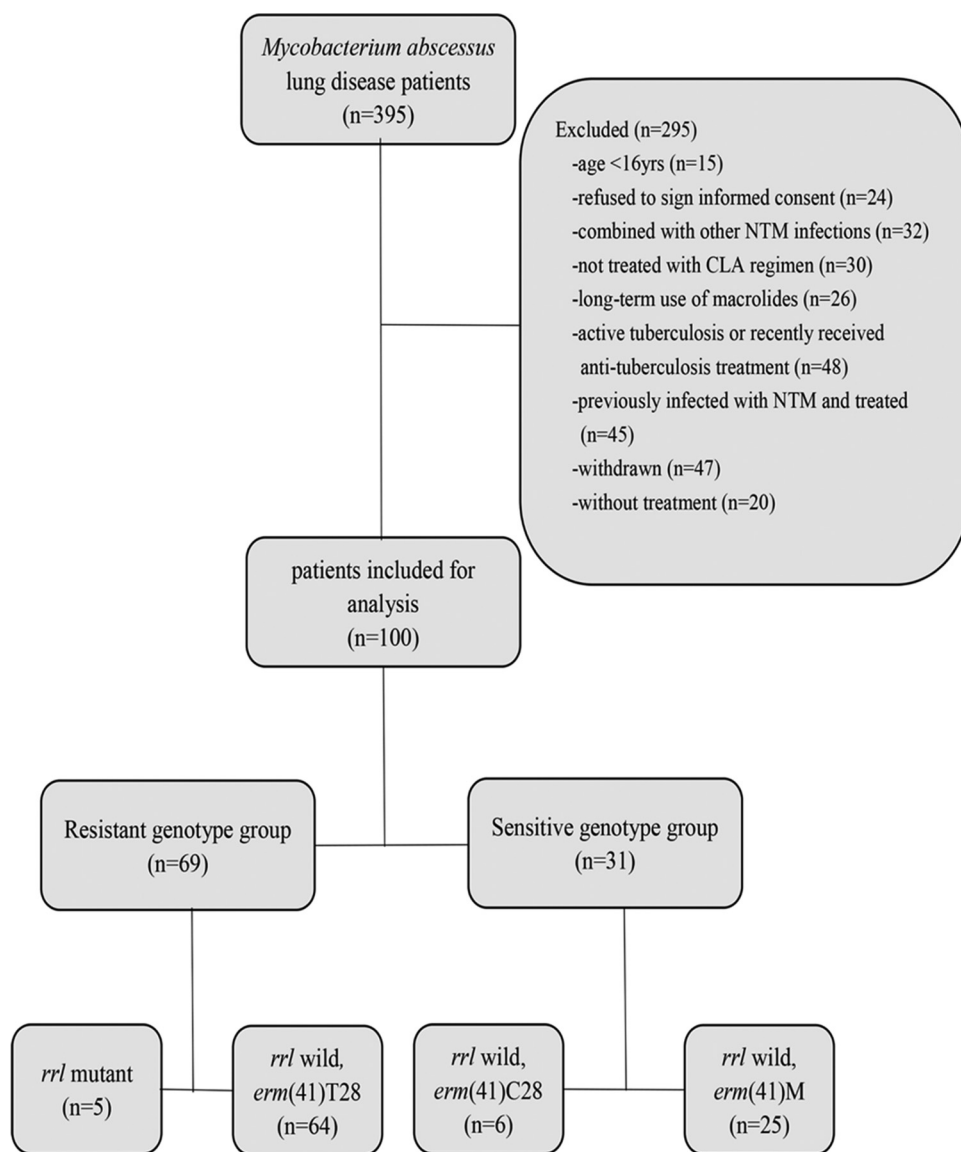 Mycobacterium abscessus
lung disease patients
(n=395)
Excluded (n=295)
-age <16yrs (n=15)
-refused to sign informed consent (n=24)
-combined with other NTM infections (n=32)
-not treated with CLA regimen (n=30)
-long-term use of macrolides (n=26)
-active tuberculosis or recently received
anti-tuberculosis treatment (n=48)
-previously infected with NTM and treated
(n=45)
-withdrawn (n=47)
-without treatment (n=20)
patients included for
analysis
(n=100)
Resistant genotype group
(n=69)
Sensitive genotype group
(n=31)
rrl mutant
(n=5)
rrl wild,
erm(41)T28
(n=64)
rrl wild,
erm(41)C28
(n=6)
rrl wild,
erm(41)M
(n=25)